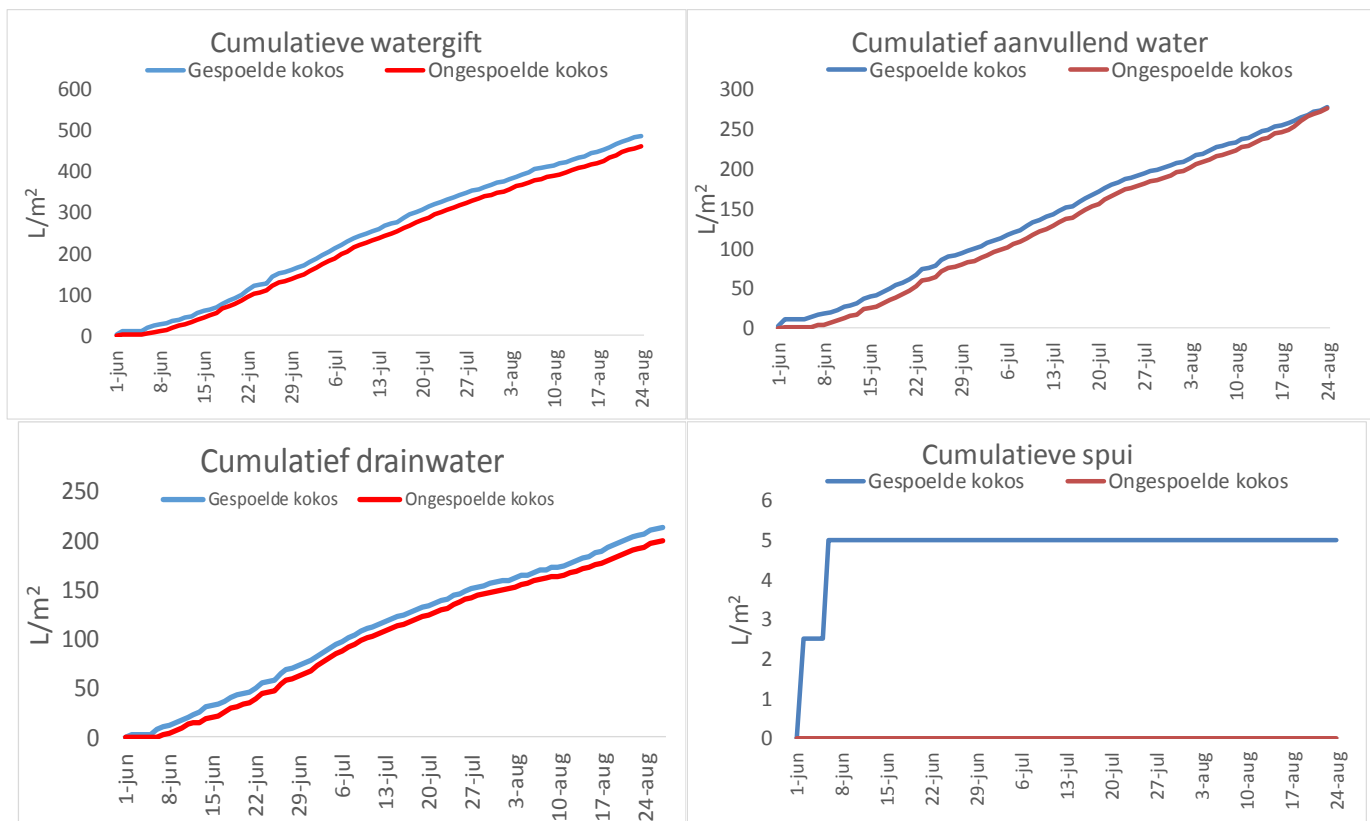 Cumulatieve watergift
Gespoelde kokos
Ongespoelde kokos
600
500
400
300
200
100
0
L/m²
1-jun
8-jun
15-jun
22-jun
29-jun
6-jul
13-jul
20-jul
27-jul
3-aug
10-aug
17-aug
24-aug
Cumulatief aanvullend water
Gespoelde kokos
Ongespoelde kokos
300
250
200
150
100
50
0
L/m²
1-jun
8-jun
15-jun
22-jun
29-jun
6-jul
13-jul
20-jul
27-jul
3-aug
10-aug
17-aug
24-aug
Cumulatief drainwater
Gespoelde kokos
Ongespoelde kokos
250
200
150
100
50
0
L/m²
1-jun
8-jun
15-jun
22-jun
29-jun
6-jul
13-jul
20-jul
27-jul
3-aug
10-aug
17-aug
24-aug
Cumulatieve spui
Gespoelde kokos
Ongespoelde kokos
6
5
4
3
2
1
0
L/m²
1-jun
8-jun
15-jun
22-jun
29-jun
6-jul
13-jul
20-jul
27-jul
3-aug
10-aug
17-aug
24-aug